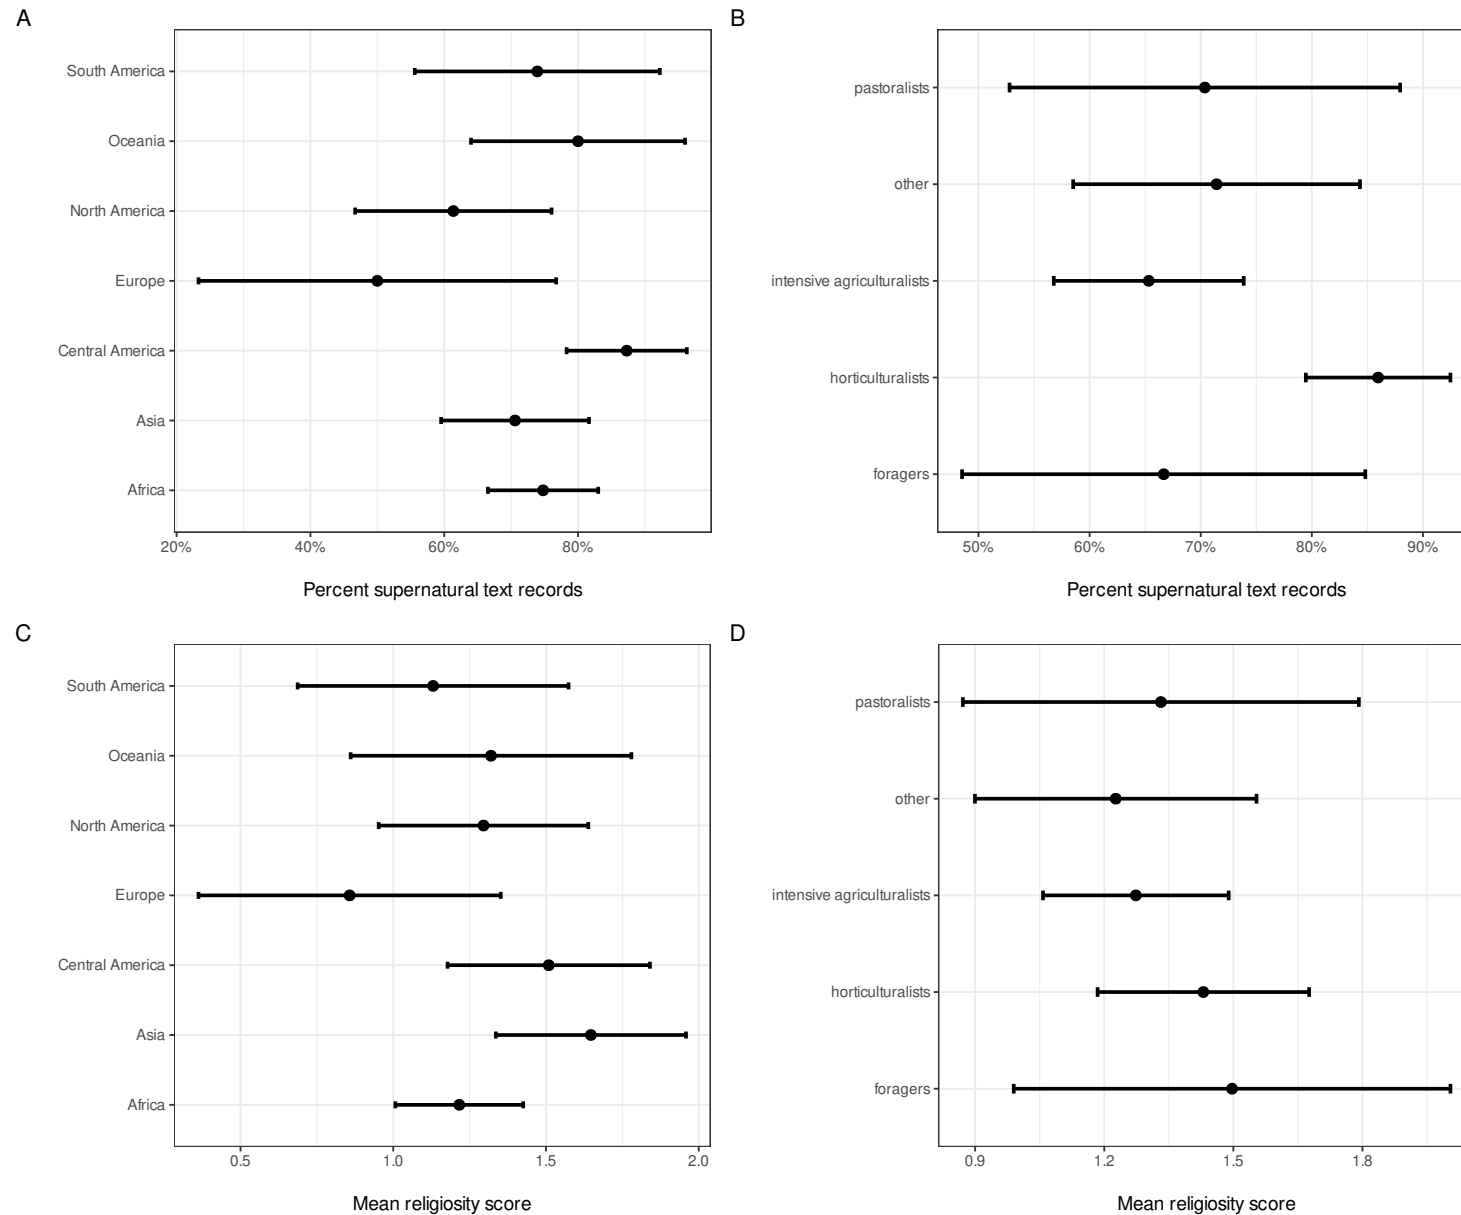 A
South America
Oceania
North America
Europe
Central America
Asia
Africa
20% 40% 60% 80%
Percent supernatural text records
B
pastoralists
other
intensive agriculturalists
horticulturalists
foragers
50% 60% 70% 80% 90%
Percent supernatural text records
C
South America
Oceania
North America
Europe
Central America
Asia
Africa
0.5 1.0 1.5 2.0
Mean religiosity score
D
pastoralists
other
intensive agriculturalists
horticulturalists
foragers
0.9 1.2 1.5 1.8
Mean religiosity score